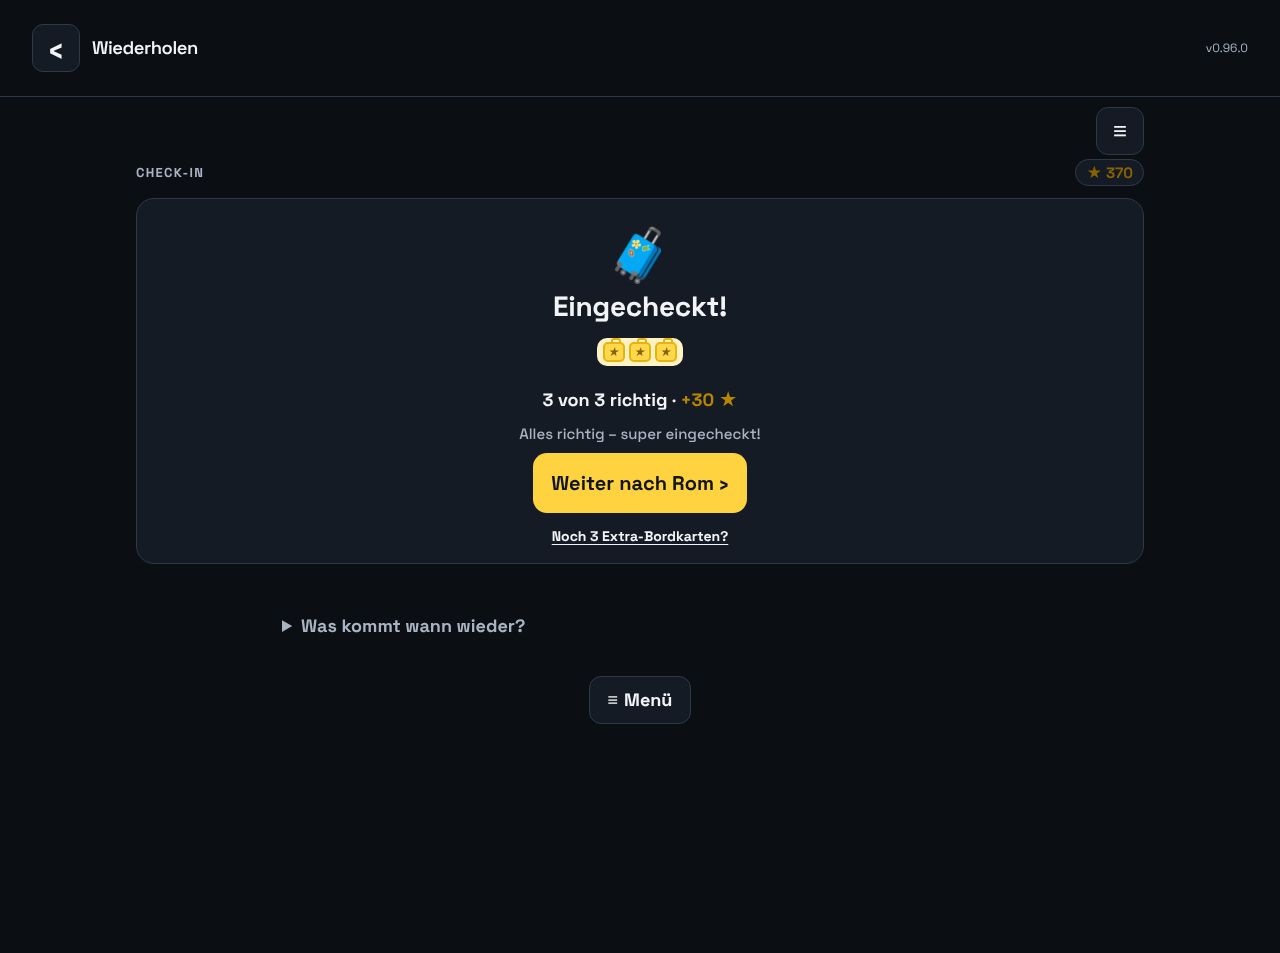 < Wiederholen
v0.96.0
≡
CHECK-IN
★ 370
Eingecheckt!
★ ★ ★
3 von 3 richtig · +30 ★
Alles richtig – super eingecheckt!
Weiter nach Rom >
Noch 3 Extra-Bordkarten?
▶ Was kommt wann wieder?
≡ Menü